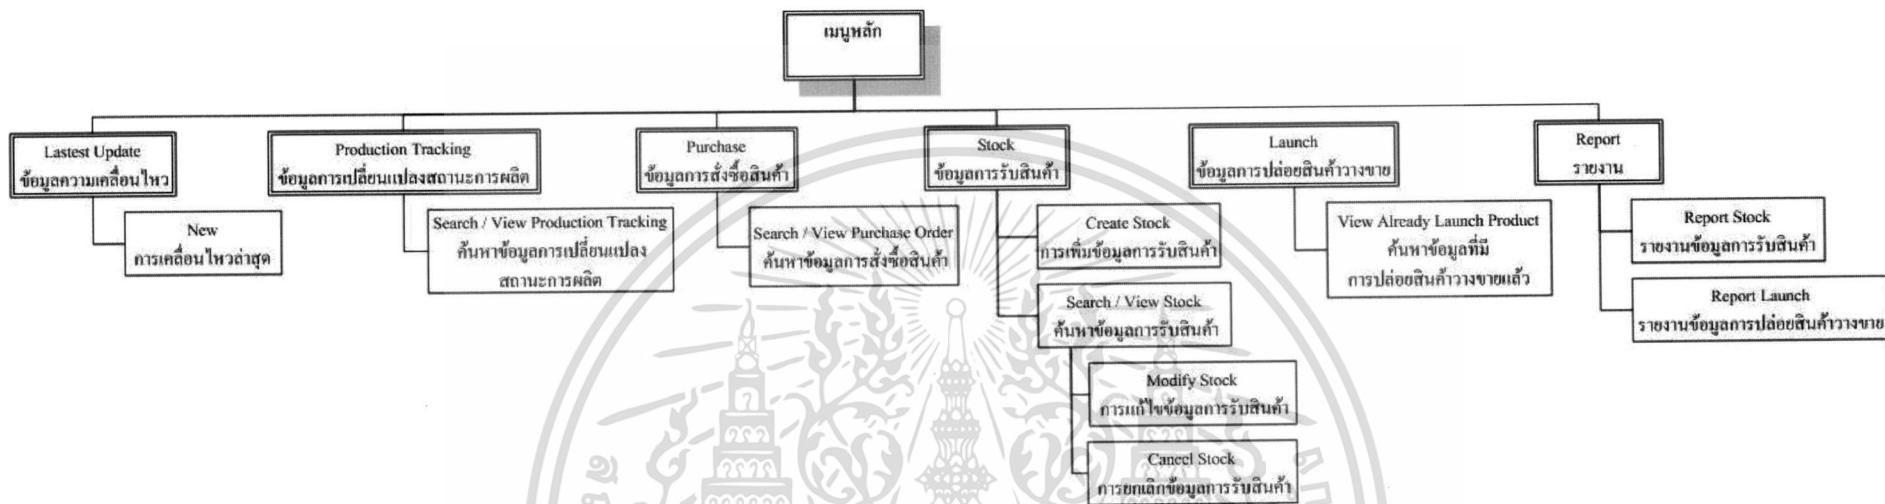 เมนูหลัก
Lastest Update
ข้อมูลความเคลื่อนไหว
New
การเคลื่อนไหวล่าสุด
Production Tracking
ข้อมูลการเปลี่ยนแปลงสถานะการผลิต
Search / View Production Tracking
ค้นหาข้อมูลการเปลี่ยนแปลง
สถานะการผลิต
Purchase
ข้อมูลการสั่งซื้อสินค้า
Search / View Purchase Order
ค้นหาข้อมูลการสั่งซื้อสินค้า
Stock
ข้อมูลการรับสินค้า
Create Stock
การเพิ่มข้อมูลการรับสินค้า
Search / View Stock
ค้นหาข้อมูลการรับสินค้า
Modify Stock
การแก้ไขข้อมูลการรับสินค้า
Cancel Stock
การยกเลิกข้อมูลการรับสินค้า
Launch
ข้อมูลการปล่อยสินค้าวางขาย
View Already Launch Product
ค้นหาข้อมูลที่มี
การปล่อยสินค้าวางขายแล้ว
Report
รายงาน
Report Stock
รายงานข้อมูลการรับสินค้า
Report Launch
รายงานข้อมูลการปล่อยสินค้าวางขาย